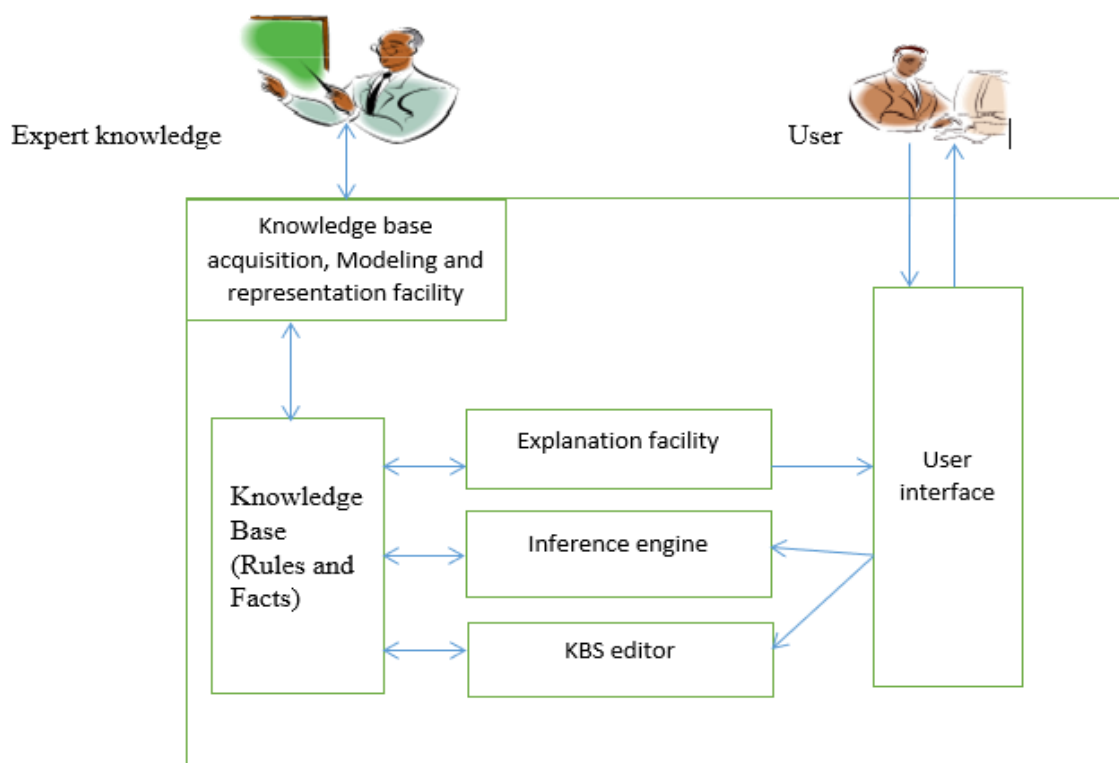 Expert knowledge
User
Knowledge base
acquisition, Modeling and
representation facility
Explanation facility
User
interface
Knowledge
Base
(Rules and
Facts)
Inference engine
KBS editor